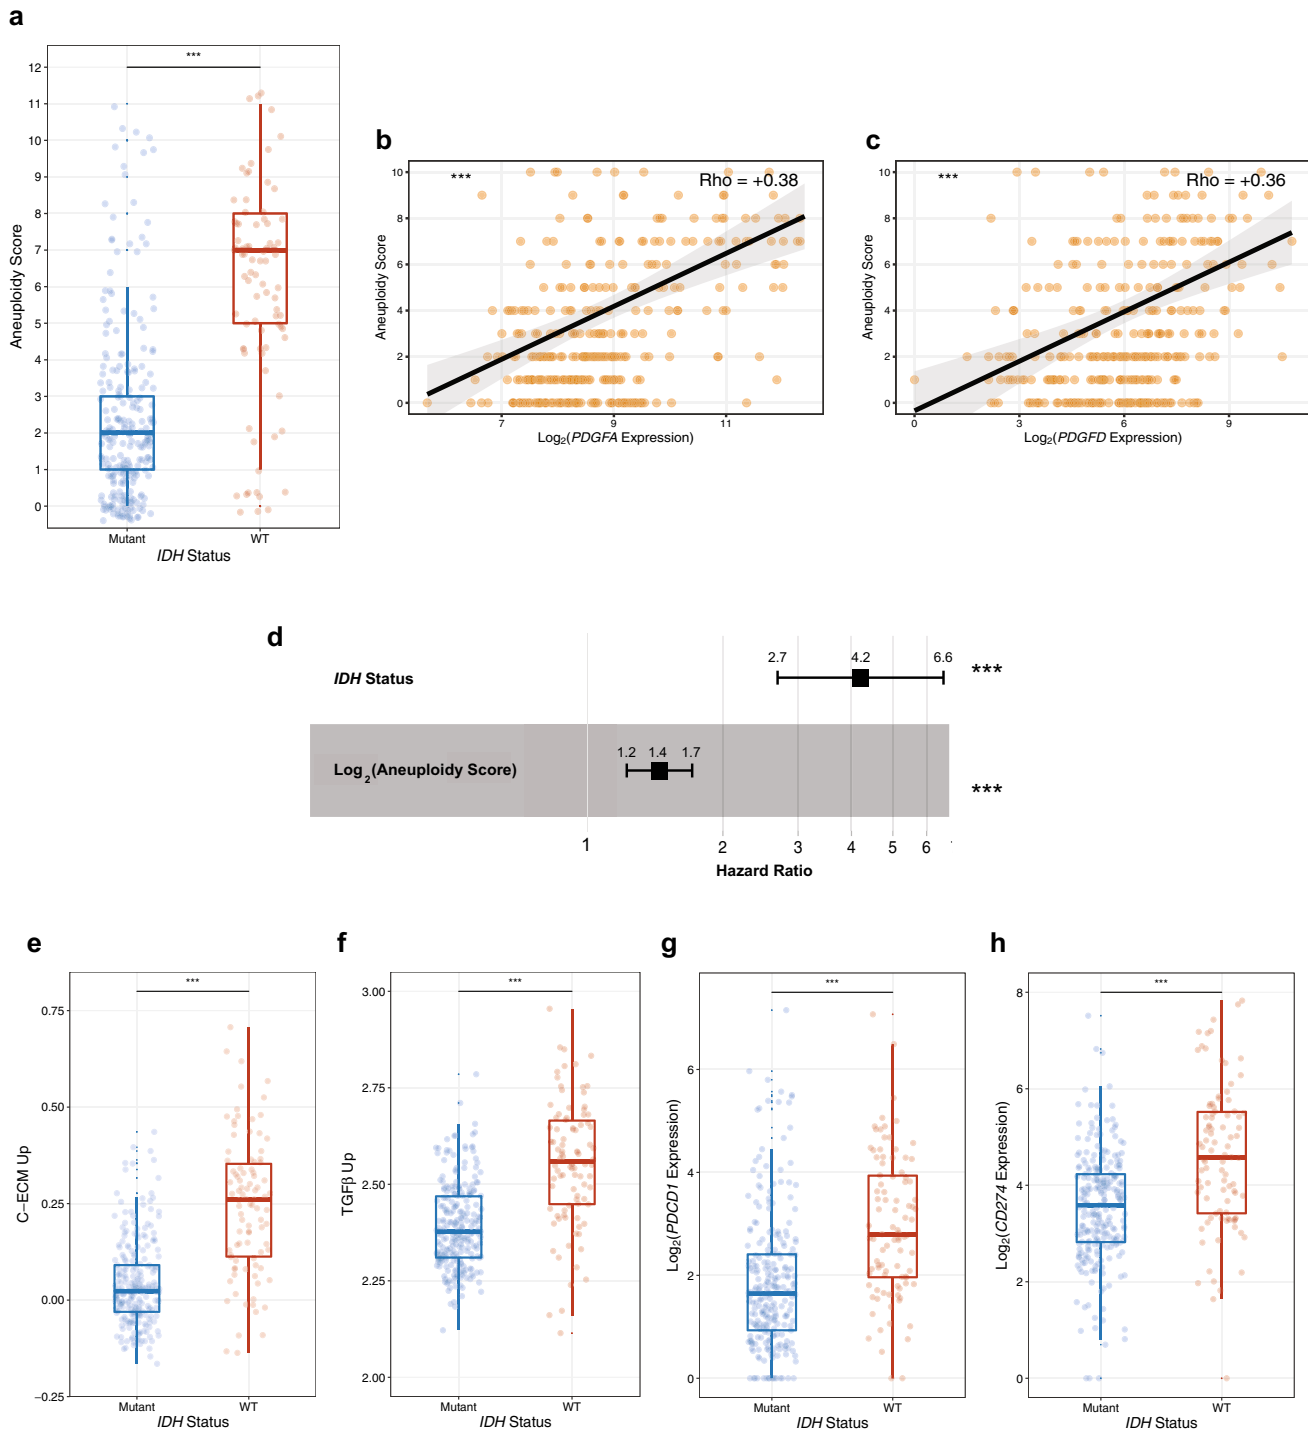 a
***
12
11
10
9
8
7
6
5
4
3
2
1
0
Aneuploidy Score
Mutant
WT
IDH Status
b
***
Rho = +0.38
10
8
6
4
2
0
Aneuploidy Score
7
9
11
Log2(PDGFA Expression)
c
***
Rho = +0.36
10
8
6
4
2
0
Aneuploidy Score
0
3
6
9
Log2(PDGFD Expression)
d
2.7 4.2 6.6
IDH Status
***
1.2 1.4 1.7
Log2(Aneuploidy Score)
***
1 2 3 4 5 6
Hazard Ratio
e
***
0.75
0.50
0.25
0.00
−0.25
C−ECM Up
Mutant
WT
IDH Status
f
***
3.00
2.75
2.50
2.25
2.00
TGFβ Up
Mutant
WT
IDH Status
g
***
6
4
2
0
Log2(PDCD1 Expression)
Mutant
WT
IDH Status
h
***
8
6
4
2
0
Log2(CD274 Expression)
Mutant
WT
IDH Status